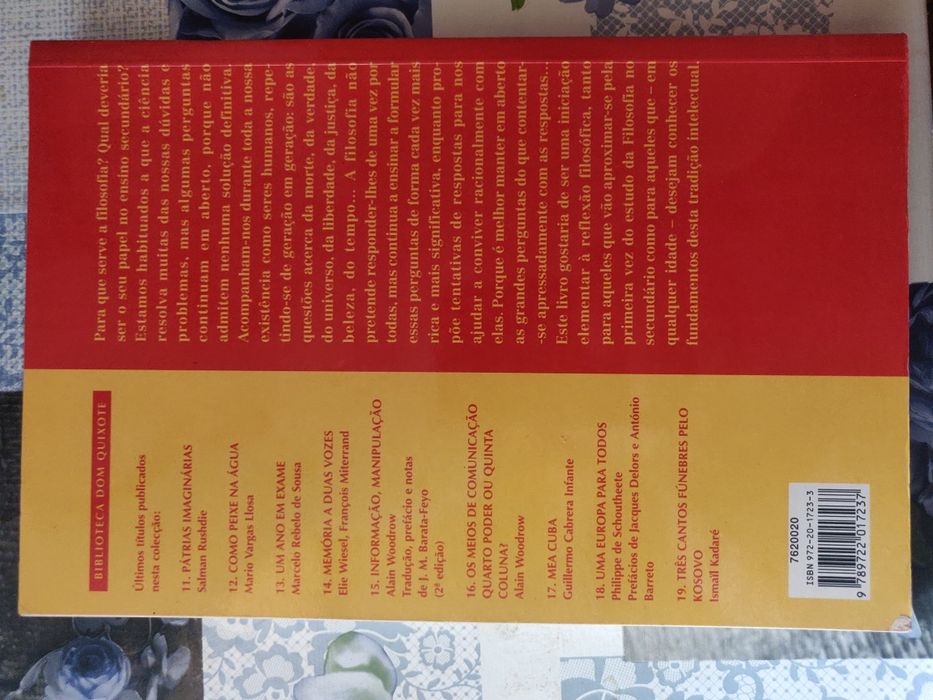 Para que serve a filosofia? Qual deveria
ser o seu papel no ensino secundário?
Estamos habituados a que a ciência
resolva muitas das nossas dúvidas e
problemas, mas algumas perguntas
continuam em aberto, porque não
admitem nenhuma solução definitiva.
Acompanham-nos durante toda a nossa
existência como seres humanos, repe-
tindo-se de geração em geração: são as
questões acerca da morte, da verdade,
do universo, da liberdade, da justiça, da
beleza, do tempo... A filosofia não
pretende responder-lhes de uma vez por
todas, mas continua a ensinar a formular
essas perguntas de forma cada vez mais
rica e mais significativa, enquanto pro-
põe tentativas de respostas para nos
ajudar a conviver racionalmente com
elas. Porque é melhor manter em aberto
as grandes perguntas do que contentar-
-se apressadamente com as respostas...
Este livro gostaria de ser uma iniciação
elementar à reflexão filosófica, tanto
para aqueles que vão aproximar-se pela
primeira vez do estudo da Filosofia no
secundário como para aqueles que – em
qualquer idade – desejam conhecer os
fundamentos desta tradição intelectual.
BIBLIOTECA DOM QUIXOTE
Últimos títulos publicados
nesta colecção:
11. PÁTRIAS IMAGINÁRIAS
Salman Rushdie
12. COMO PEIXE NA ÁGUA
Mario Vargas Llosa
13. UM ANO EM EXAME
Marcelo Rebelo de Sousa
14. MEMÓRIA A DUAS VOZES
Elie Wiesel, François Miterrand
15. INFORMAÇÃO, MANIPULAÇÃO
Alain Woodrow
Tradução, prefácio e notas
de J. M. Barata-Feyo
(2ª edição)
16. OS MEIOS DE COMUNICAÇÃO
QUARTO PODER OU QUINTA
COLUNA?
Alain Woodrow
17. MEA CUBA
Guillermo Cabrera Infante
18. UMA EUROPA PARA TODOS
Philippe de Schoutheete
Prefácios de Jacques Delors e António
Barreto
19. TRÊS CANTOS FÚNEBRES PELO
KOSOVO
Ismaïl Kadaré
7620020
ISBN 972-20-1723-3
9 789722 017237